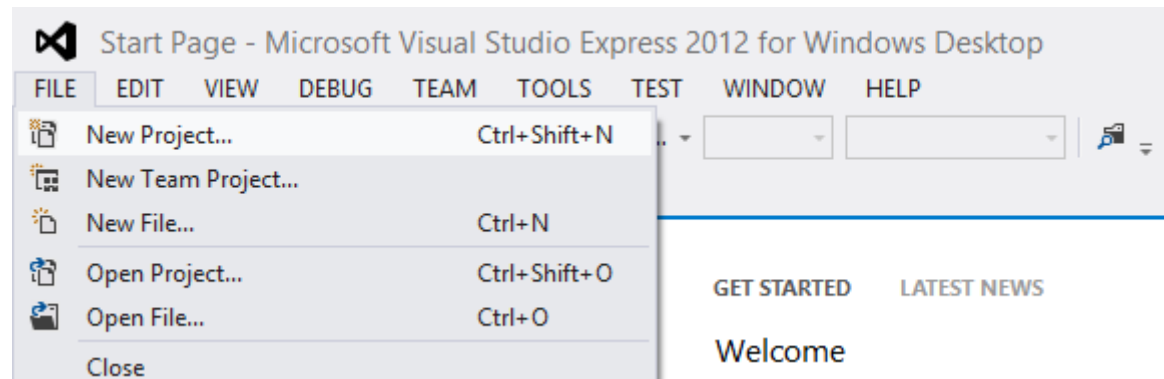 Start Page - Microsoft Visual Studio Express 2012 for Windows Desktop
FILE EDIT VIEW DEBUG TEAM TOOLS TEST WINDOW HELP
New Project... Ctrl+Shift+N
New Team Project...
New File... Ctrl+N
Open Project... Ctrl+Shift+O
Open File... Ctrl+O
Close
GET STARTED LATEST NEWS
Welcome